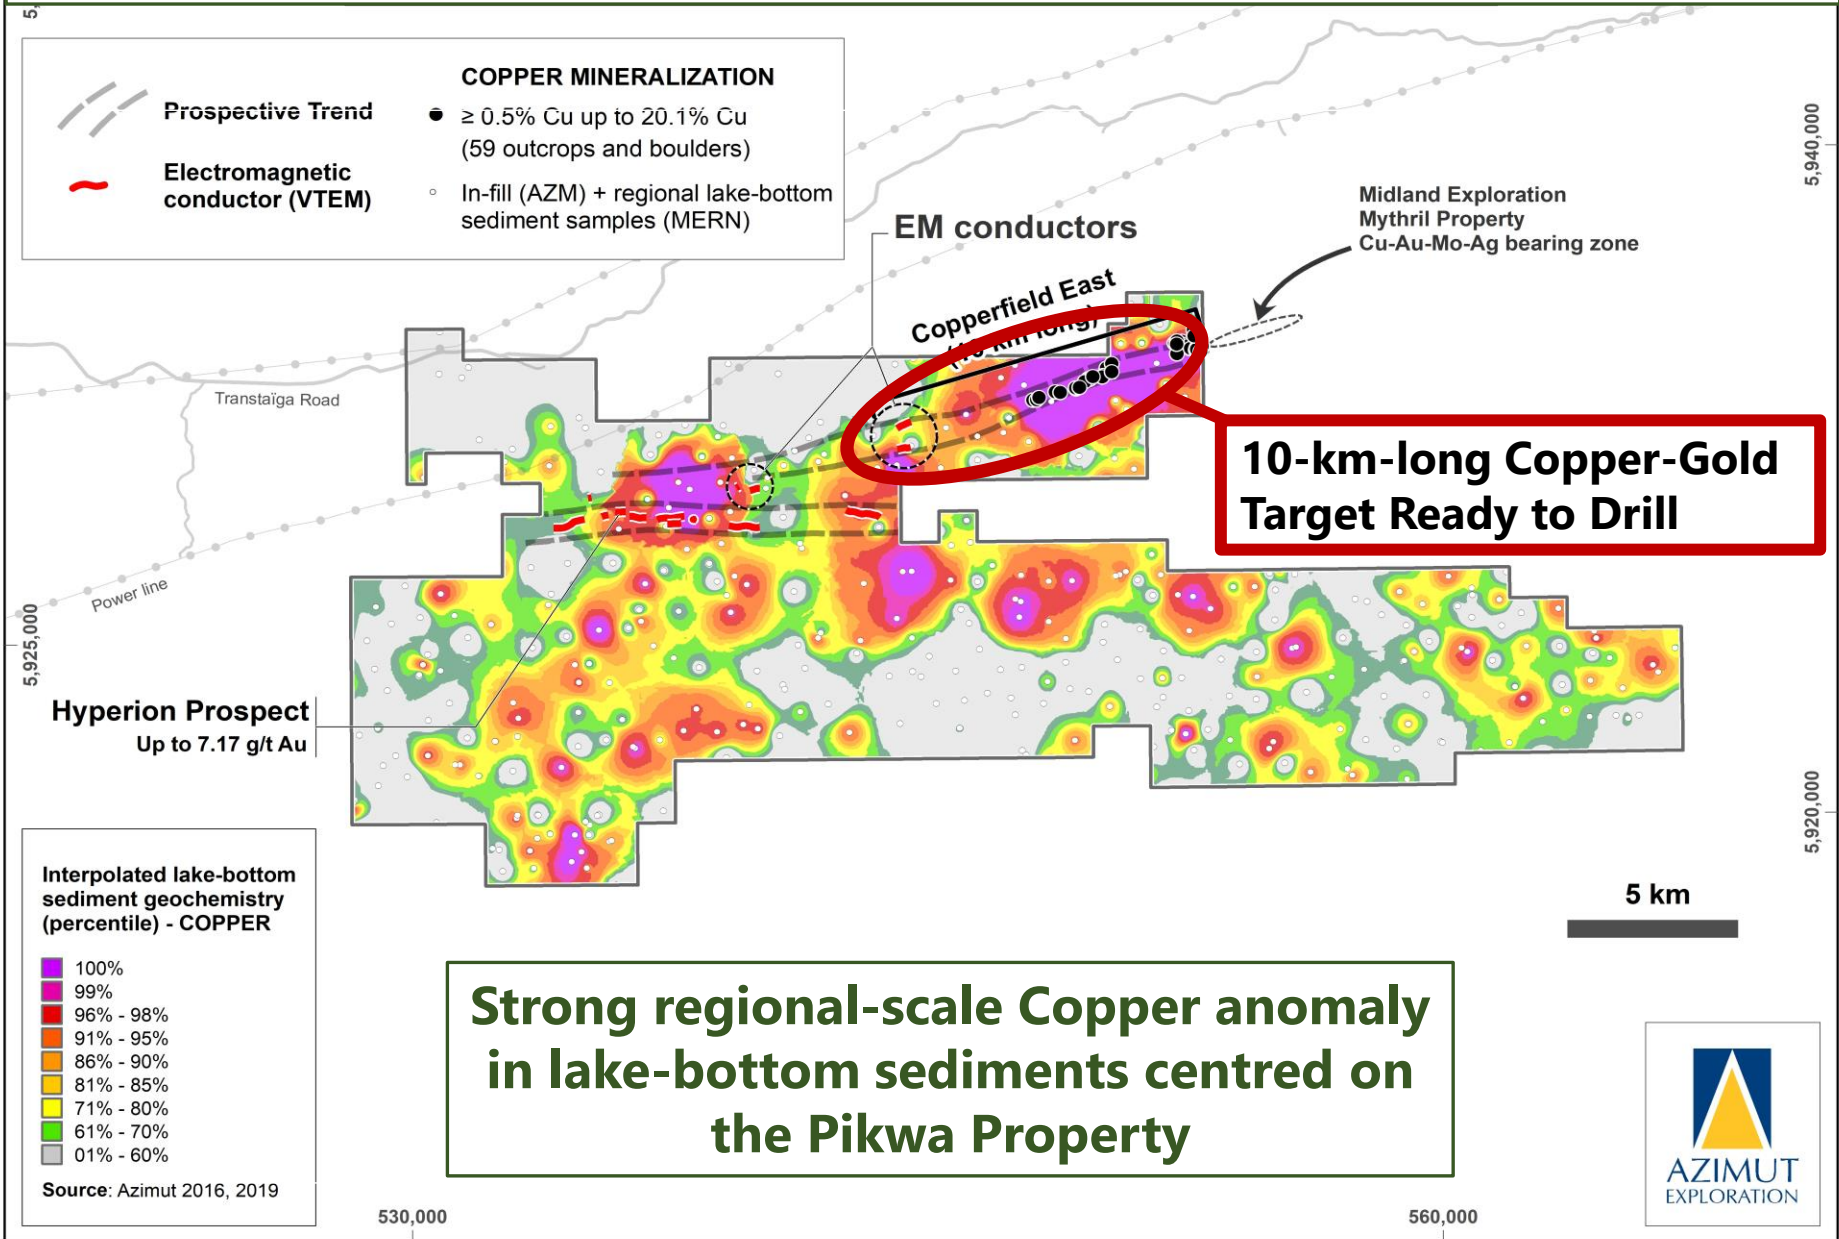 5,
Prospective Trend
Electromagnetic
conductor (VTEM)
COPPER MINERALIZATION
≥ 0.5% Cu up to 20.1% Cu
(59 outcrops and boulders)
In-fill (AZM) + regional lake-bottom
sediment samples (MERN)
5,940,000
EM conductors
Midland Exploration
Mythril Property
Cu-Au-Mo-Ag bearing zone
Copperfield East
(10 km long)
Transtaïga Road
10-km-long Copper-Gold
Target Ready to Drill
Power line
5,925,000
Hyperion Prospect
Up to 7.17 g/t Au
5,920,000
5 km
Interpolated lake-bottom
sediment geochemistry
(percentile) - COPPER
100%
99%
96% - 98%
91% - 95%
86% - 90%
81% - 85%
71% - 80%
61% - 70%
01% - 60%
Source: Azimut 2016, 2019
Strong regional-scale Copper anomaly
in lake-bottom sediments centred on
the Pikwa Property
AZIMUT
EXPLORATION
530,000
560,000